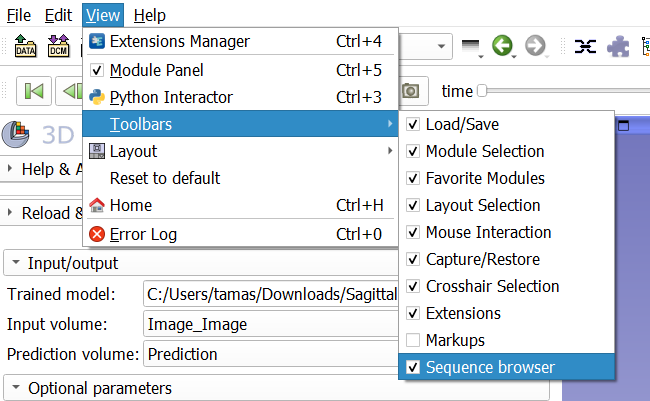 File Edit View Help
DATA DCM
Extensions Manager Ctrl+4
Module Panel Ctrl+5
Python Interactor Ctrl+3
time
Toolbars
Layout
Reset to default
Home Ctrl+H
Error Log Ctrl+0
Load/Save
Module Selection
Favorite Modules
Layout Selection
Mouse Interaction
Capture/Restore
Crosshair Selection
Extensions
Markups
Sequence browser
3D
Help & A
Reload &
Input/output
Trained model: C:/Users/tamas/Downloads/Sagittal
Input volume: Image_Image
Prediction volume: Prediction
Optional parameters